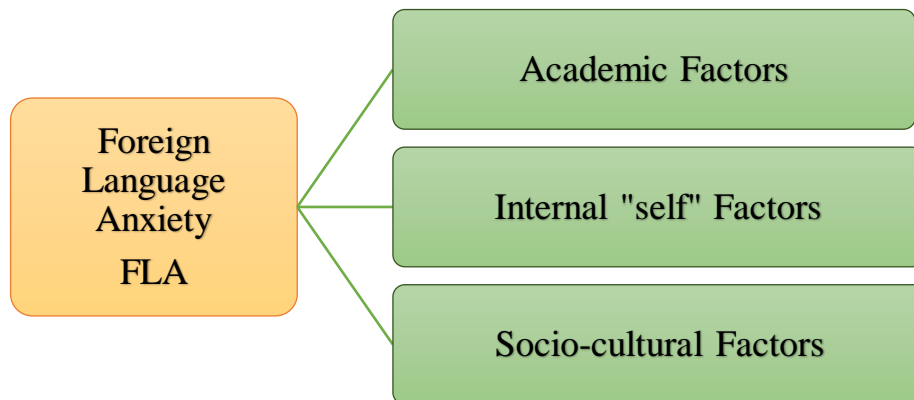 Foreign
Language
Anxiety
FLA
Academic Factors
Internal "self" Factors
Socio-cultural Factors